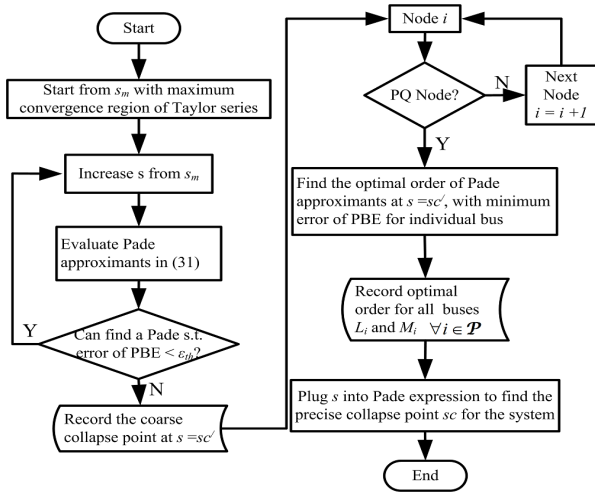 Start
Start from s_m with maximum
convergence region of Taylor series
Increase s from s_m
Evaluate Pade
approximants in (31)
Can find a Pade s.t.
error of PBE < ε_th?
Y
N
Record the coarse
collapse point at s =sc′
Node i
PQ Node?
N
Next
Node
i = i +1
Y
Find the optimal order of Pade
approximants at s =sc′, with minimum
error of PBE for individual bus
Record optimal
order for all buses
L_i and M_i ∀i ∈ 𝓟
Plug s into Pade expression to find the
precise collapse point sc for the system
End